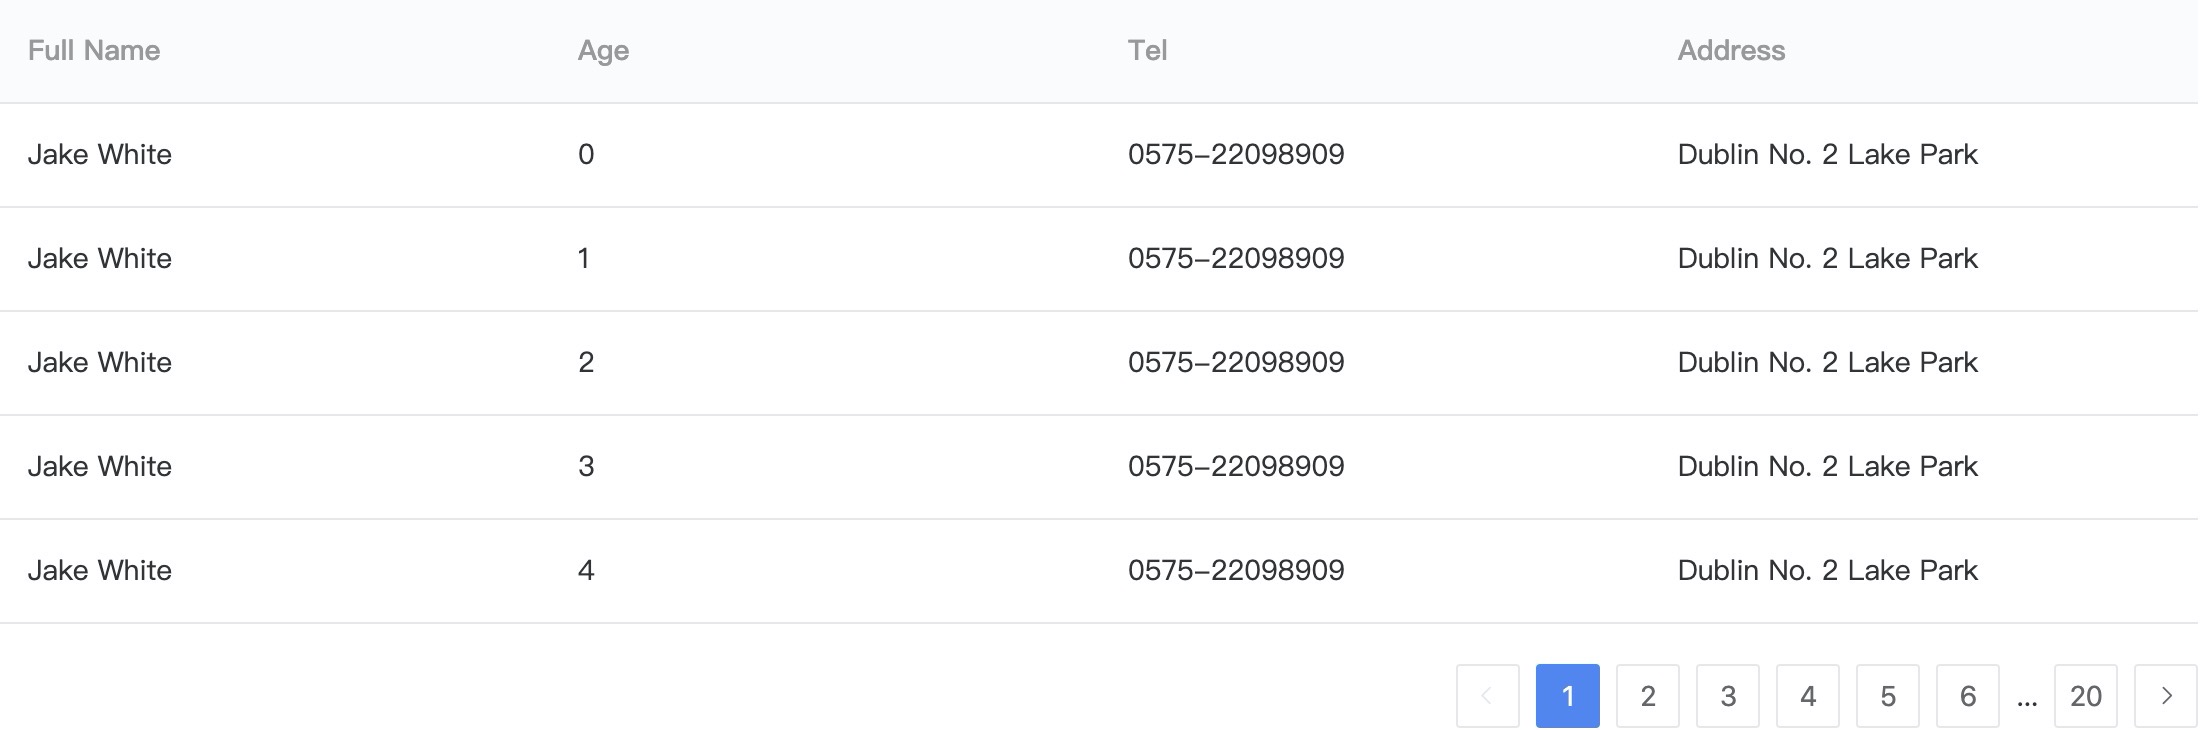 Full Name Age Tel Address
Jake White 0 0575-22098909 Dublin No. 2 Lake Park
Jake White 1 0575-22098909 Dublin No. 2 Lake Park
Jake White 2 0575-22098909 Dublin No. 2 Lake Park
Jake White 3 0575-22098909 Dublin No. 2 Lake Park
Jake White 4 0575-22098909 Dublin No. 2 Lake Park
1 2 3 4 5 6 ... 20